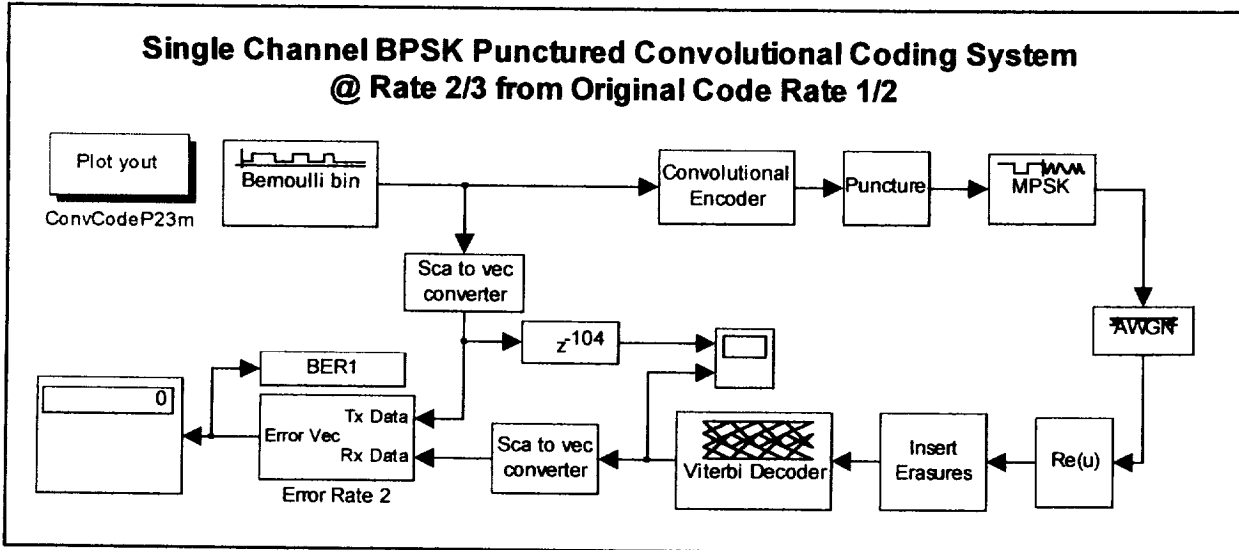 Single Channel BPSK Punctured Convolutional Coding System
@ Rate 2/3 from Original Code Rate 1/2
Plot yout
ConvCodeP23m
Bernoulli bin
Convolutional
Encoder
Puncture
MPSK
Sca to vec
converter
AWGN
z-104
BER1
0
Tx Data
Error Vec
Rx Data
Error Rate 2
Sca to vec
converter
Viterbi Decoder
Insert
Erasures
Re(u)